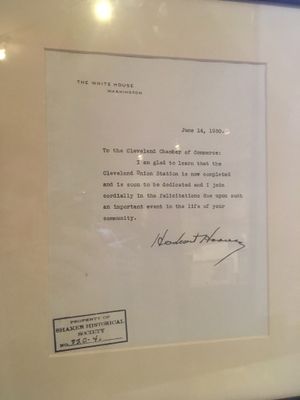 THE WHITE HOUSE
WASHINGTON
June 14, 1930.
To the Cleveland Chamber of Commerce:
I am glad to learn that the
Cleveland Union Station is now completed
and is soon to be dedicated and I join
cordially in the felicitations due upon such
an important event in the life of your
community.
Herbert Hoover
PROPERTY OF
SHAKER HISTORICAL
SOCIETY
NO.